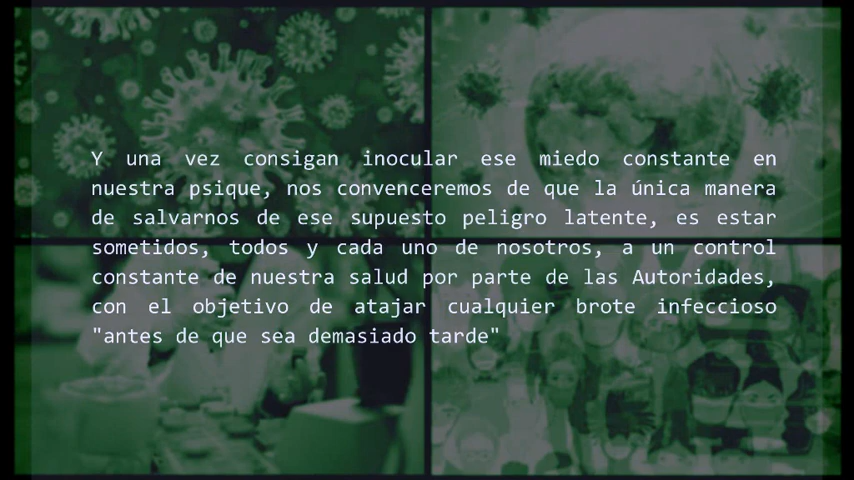 Y una vez consigan inocular ese miedo constante en
nuestra psique, nos convenceremos de que la única manera
de salvarnos de ese supuesto peligro latente, es estar
sometidos, todos y cada uno de nosotros, a un control
constante de nuestra salud por parte de las Autoridades,
con el objetivo de atajar cualquier brote infeccioso
"antes de que sea demasiado tarde"